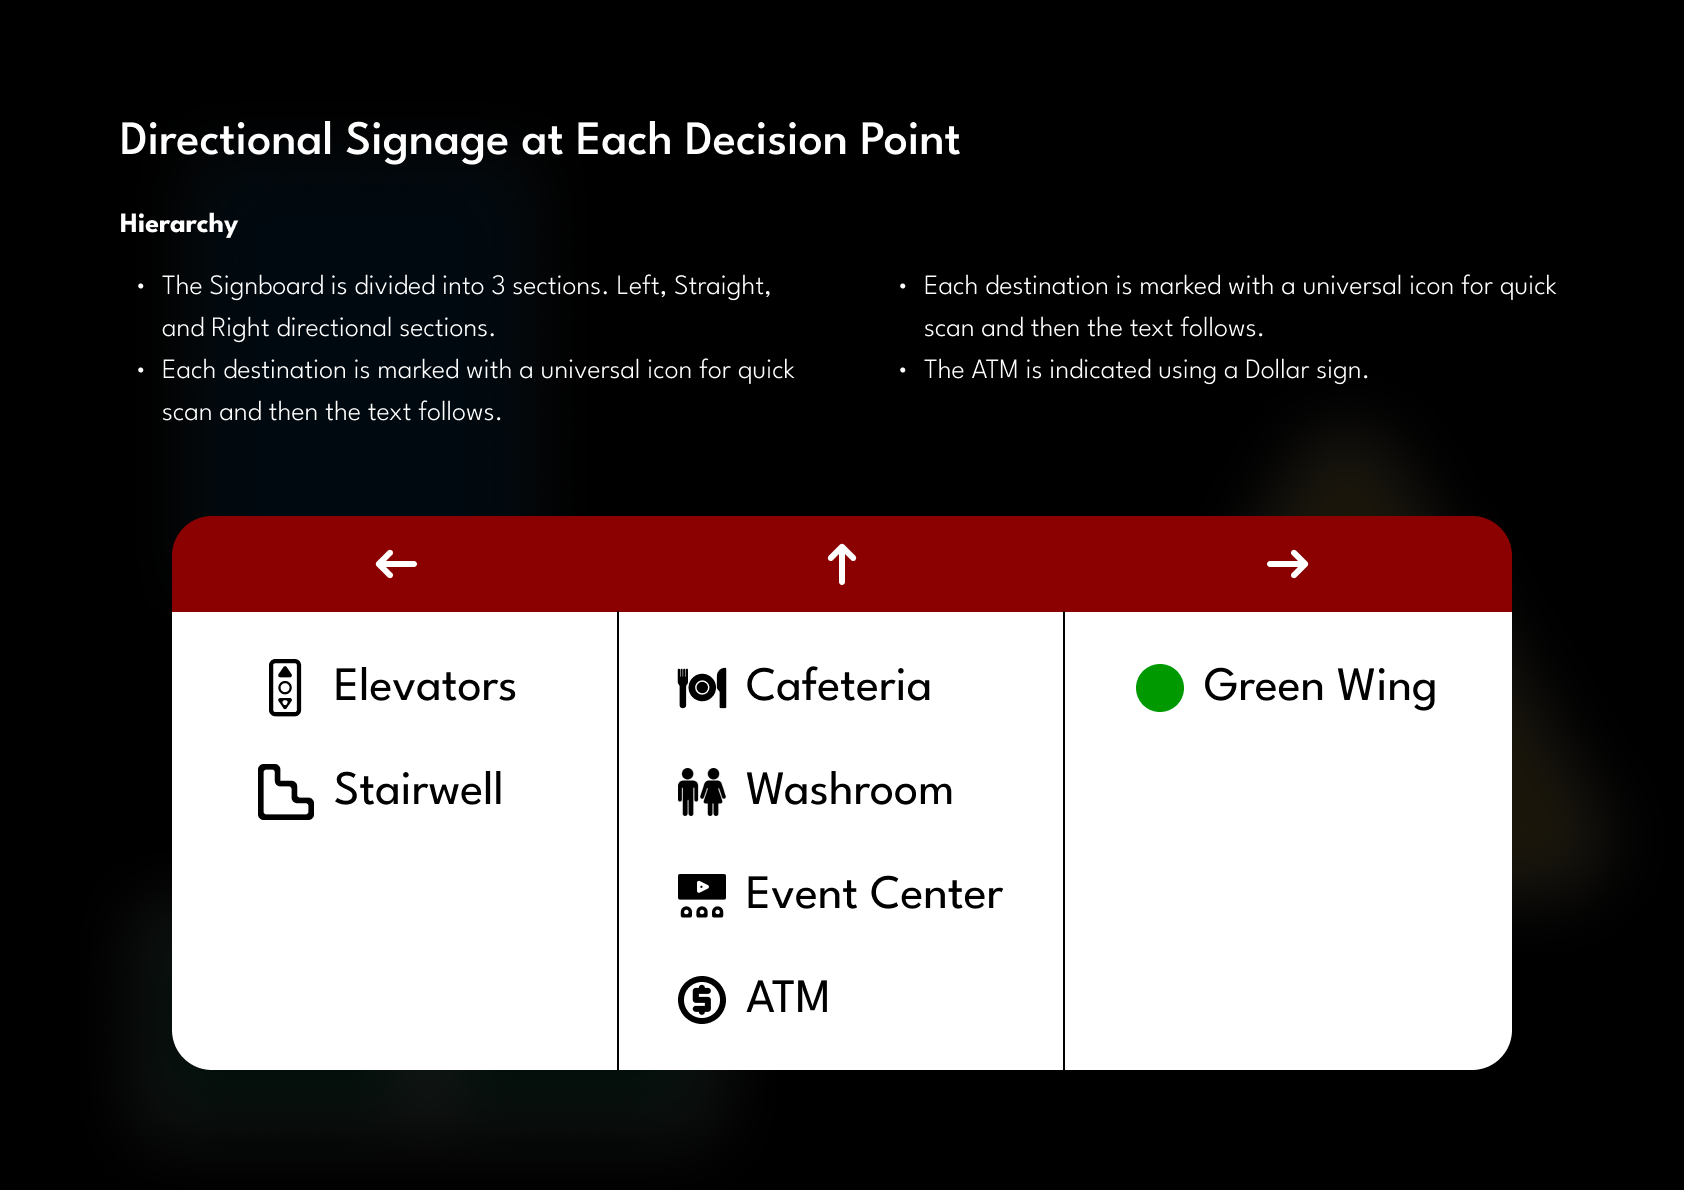 Directional Signage at Each Decision Point
Hierarchy
• The Signboard is divided into 3 sections. Left, Straight,
and Right directional sections.
• Each destination is marked with a universal icon for quick
scan and then the text follows.
• Each destination is marked with a universal icon for quick
scan and then the text follows.
• The ATM is indicated using a Dollar sign.
← ↑ →
Elevators
Stairwell
Cafeteria
Washroom
Event Center
$ ATM
Green Wing